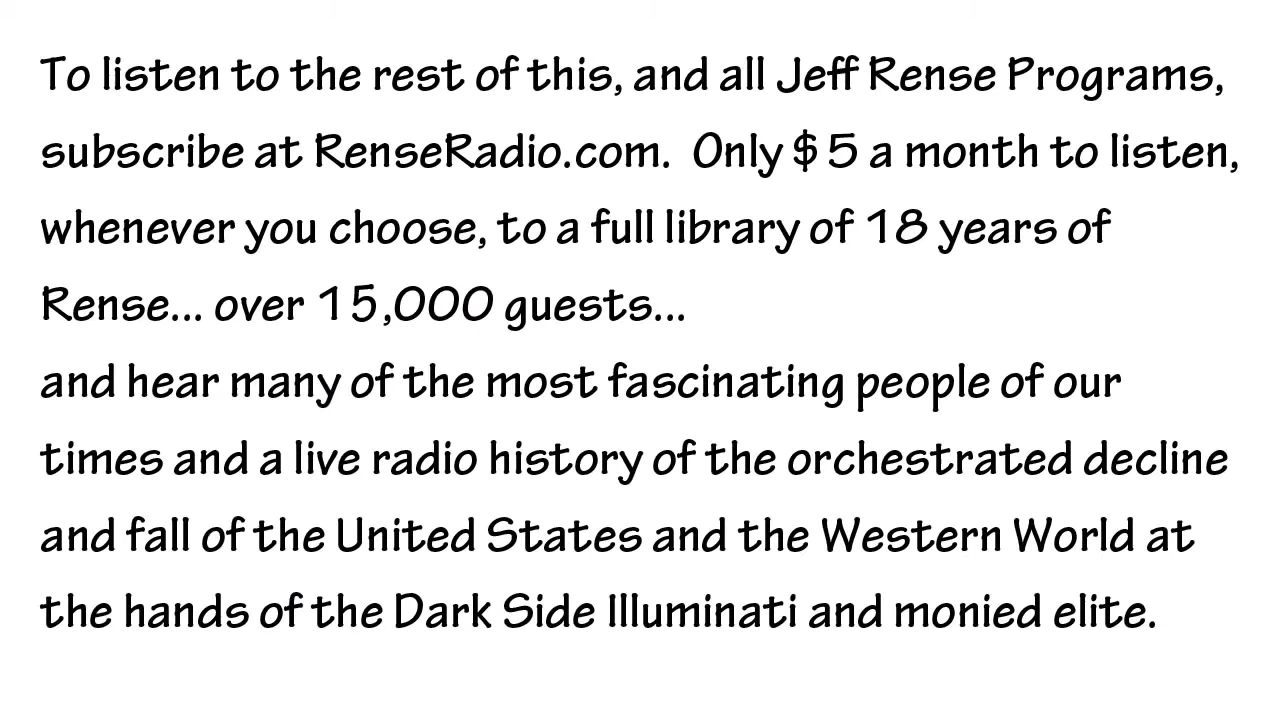 To listen to the rest of this, and all Jeff Rense Programs,
subscribe at RenseRadio.com.  Only $5 a month to listen,
whenever you choose, to a full library of 18 years of
Rense... over 15,000 guests...
and hear many of the most fascinating people of our
times and a live radio history of the orchestrated decline
and fall of the United States and the Western World at
the hands of the Dark Side Illuminati and monied elite.